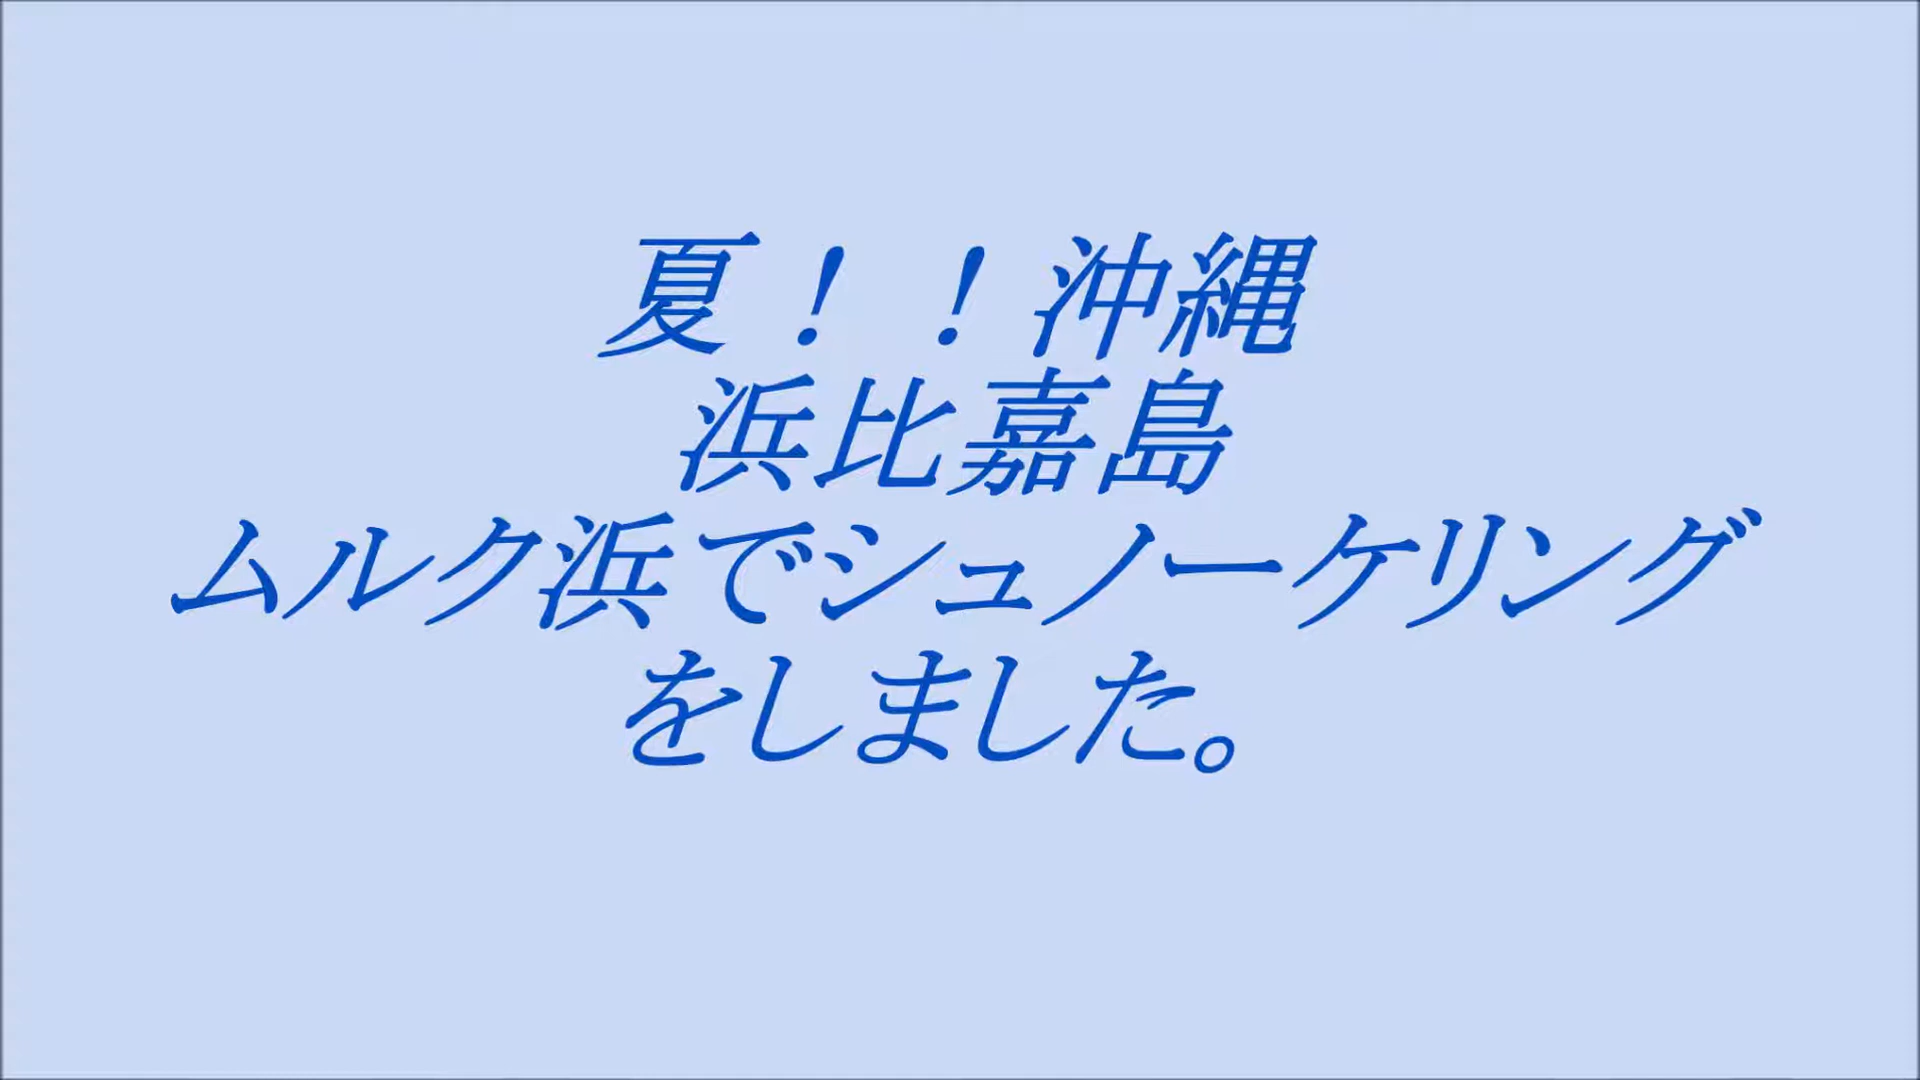 夏！！沖縄
浜比嘉島
ムルク浜でシュノーケリング
をしました。